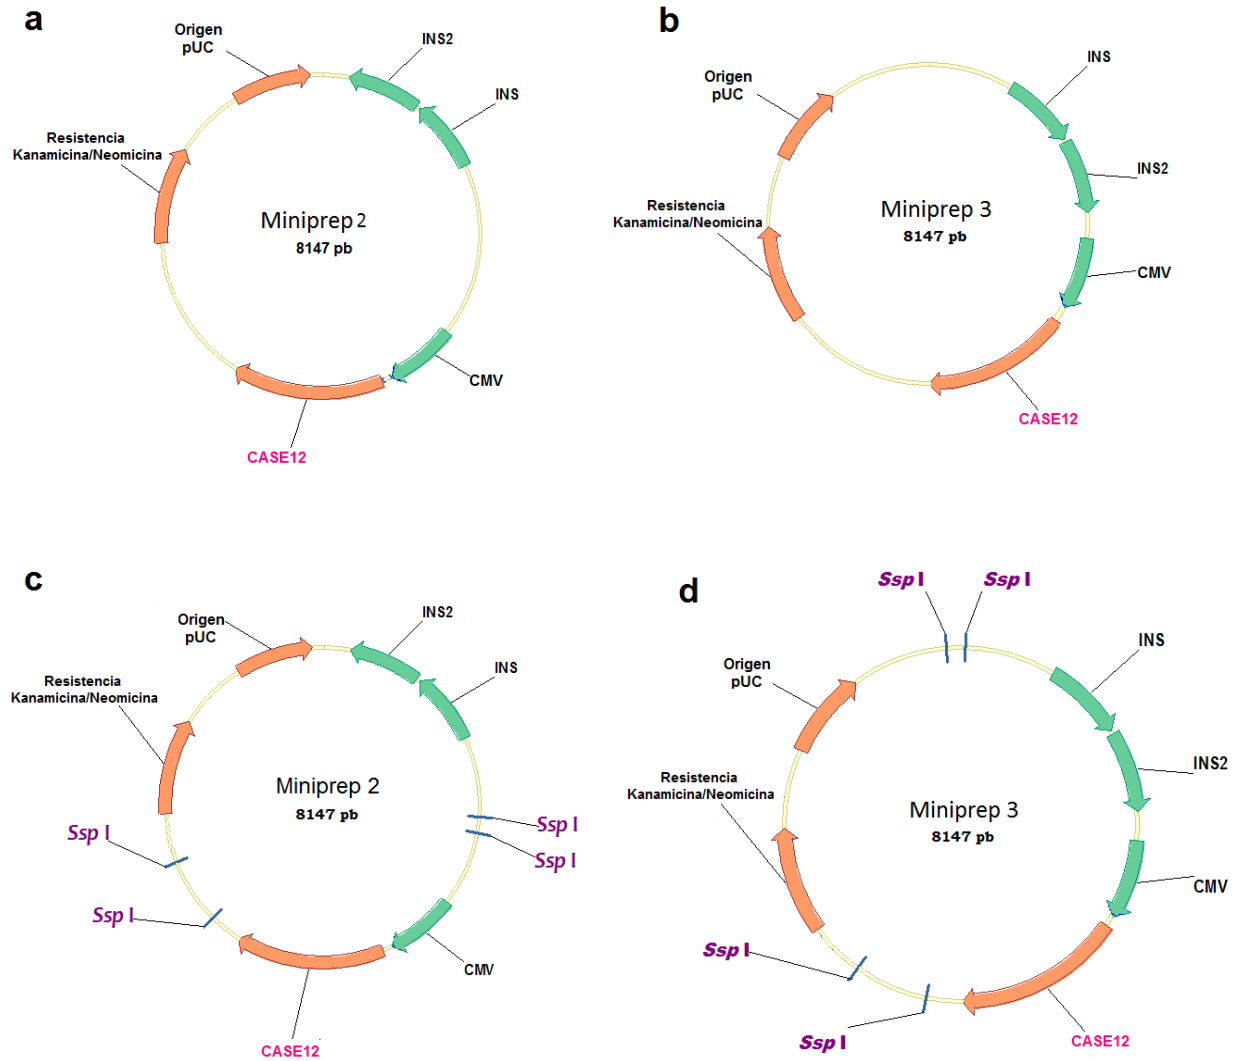 a
Origen
pUC
INS2
INS
Resistencia
Kanamicina/Neomicina
Miniprep 2
8147 pb
CMV
CASE12
b
INS
Origen
pUC
INS2
Resistencia
Kanamicina/Neomicina
Miniprep 3
8147 pb
CMV
CASE12
c
Origen
pUC
INS2
INS
Resistencia
Kanamicina/Neomicina
Miniprep 2
8147 pb
Ssp I
Ssp I
Ssp I
Ssp I
CMV
CASE12
d
Ssp I
Ssp I
INS
Origen
pUC
INS2
Resistencia
Kanamicina/Neomicina
Miniprep 3
8147 pb
CMV
Ssp I
Ssp I
CASE12